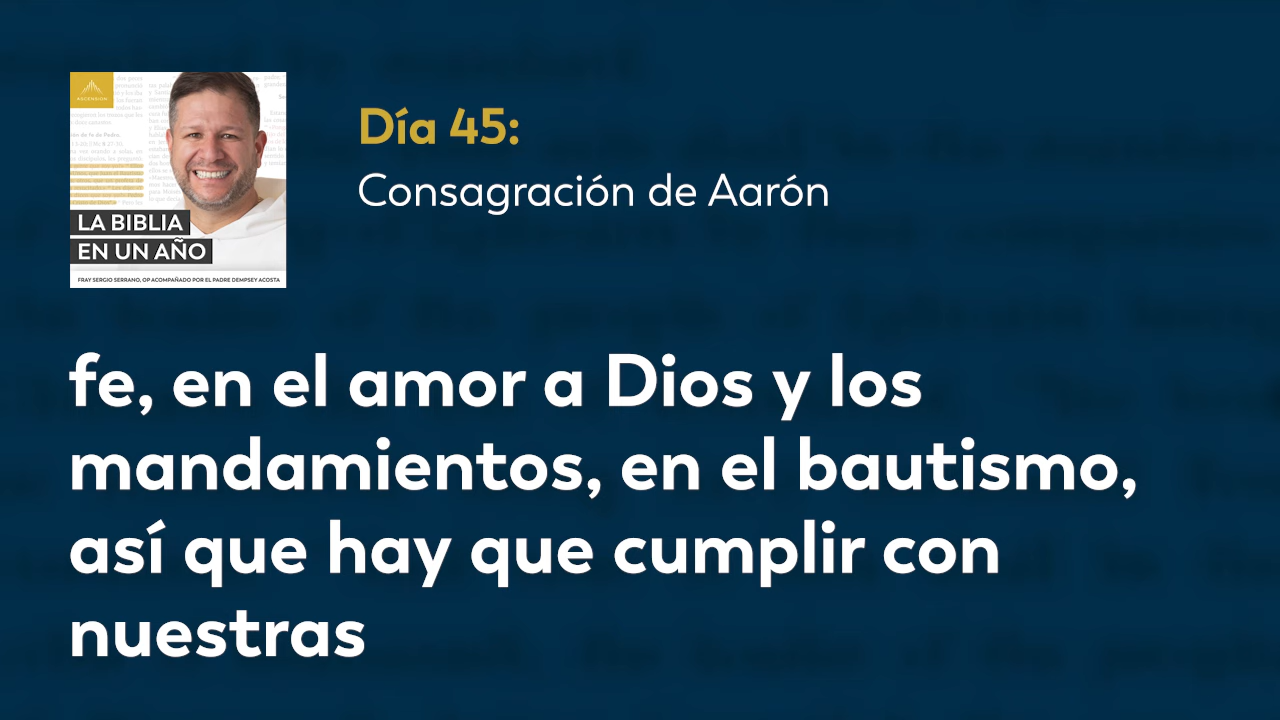 ASCENSION
LA BIBLIA
EN UN AÑO
FRAY SERGIO SERRANO, OP ACOMPAÑADO POR EL PADRE DEMPSEY ACOSTA
Día 45:
Consagración de Aarón
fe, en el amor a Dios y los
mandamientos, en el bautismo,
así que hay que cumplir con
nuestras